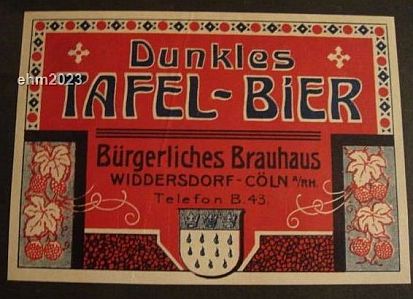 ehm2023
Dunkles
TAFEL-BiER
Bürgerliches Brauhaus
WIDDERSDORF-CÖLN a/RH.
Telefon B.43.